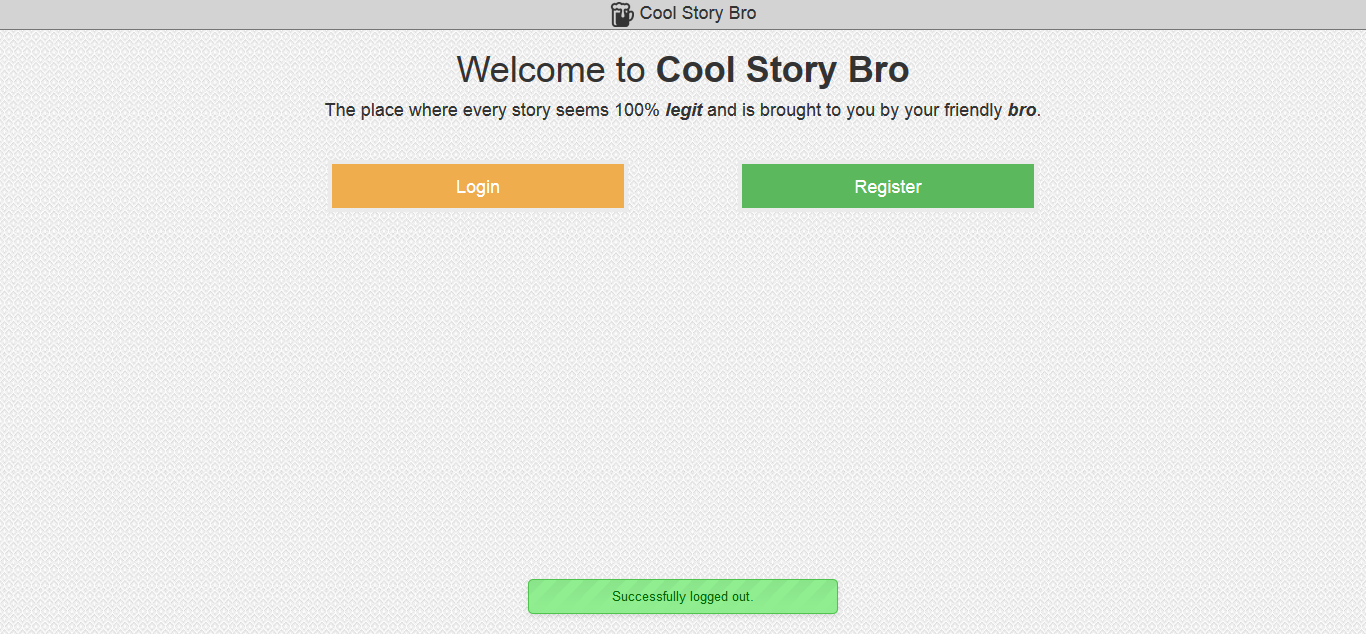 Cool Story Bro
Welcome to Cool Story Bro
The place where every story seems 100% legit and is brought to you by your friendly bro.
Login
Register
Successfully logged out.